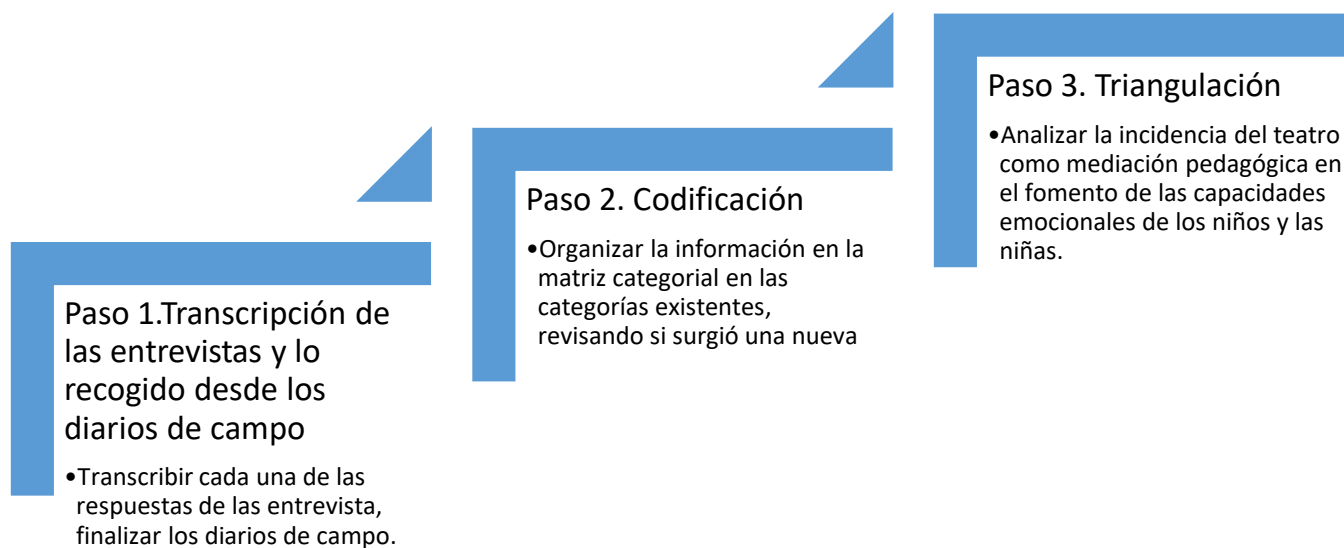 Paso 1.Transcripción de
las entrevistas y lo
recogido desde los
diarios de campo
•Transcribir cada una de las
respuestas de las entrevista,
finalizar los diarios de campo.
Paso 2. Codificación
•Organizar la información en la
matriz categorial en las
categorías existentes,
revisando si surgió una nueva
Paso 3. Triangulación
•Analizar la incidencia del teatro
como mediación pedagógica en
el fomento de las capacidades
emocionales de los niños y las
niñas.